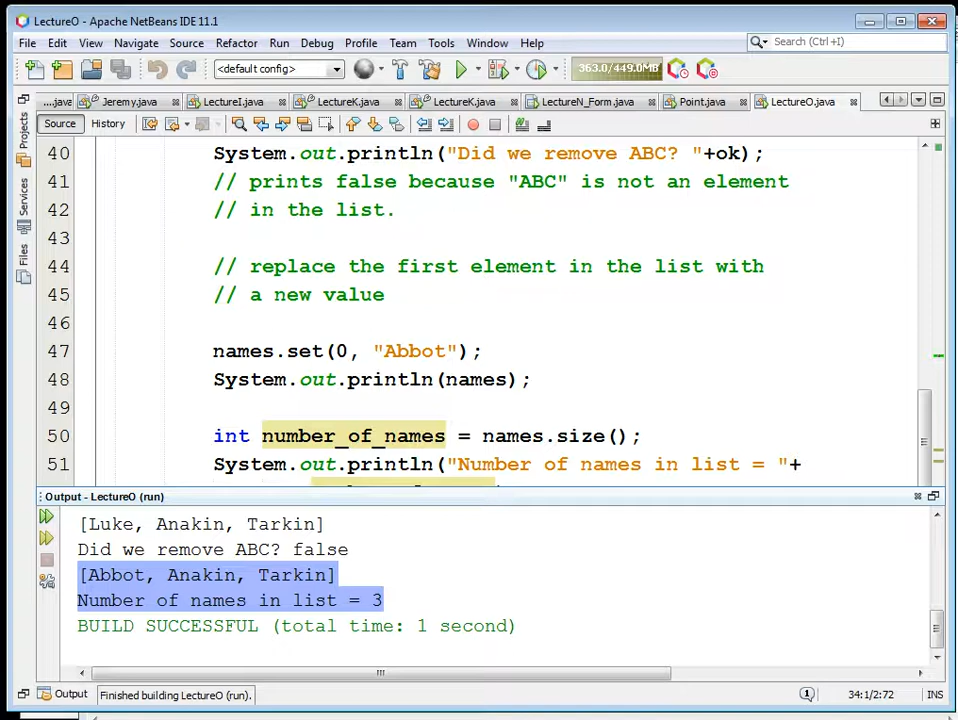 LectureO - Apache NetBeans IDE 11.1
File Edit View Navigate Source Refactor Run Debug Profile Team Tools Window Help
Search (Ctrl+I)
<default config>
363.0/449.0MB
....java Jeremy.java LectureI.java LectureK.java LectureK.java LectureN_Form.java Point.java LectureO.java
Source History
Projects
Services
Files
40 System.out.println("Did we remove ABC? "+ok);
41 // prints false because "ABC" is not an element
42 // in the list.
43
44 // replace the first element in the list with
45 // a new value
46
47 names.set(0, "Abbot");
48 System.out.println(names);
49
50 int number_of_names = names.size();
51 System.out.println("Number of names in list = "+
Output - LectureO (run)
[Luke, Anakin, Tarkin]
Did we remove ABC? false
[Abbot, Anakin, Tarkin]
Number of names in list = 3
BUILD SUCCESSFUL (total time: 1 second)
Output Finished building LectureO (run). 1 34:1/2:72 INS